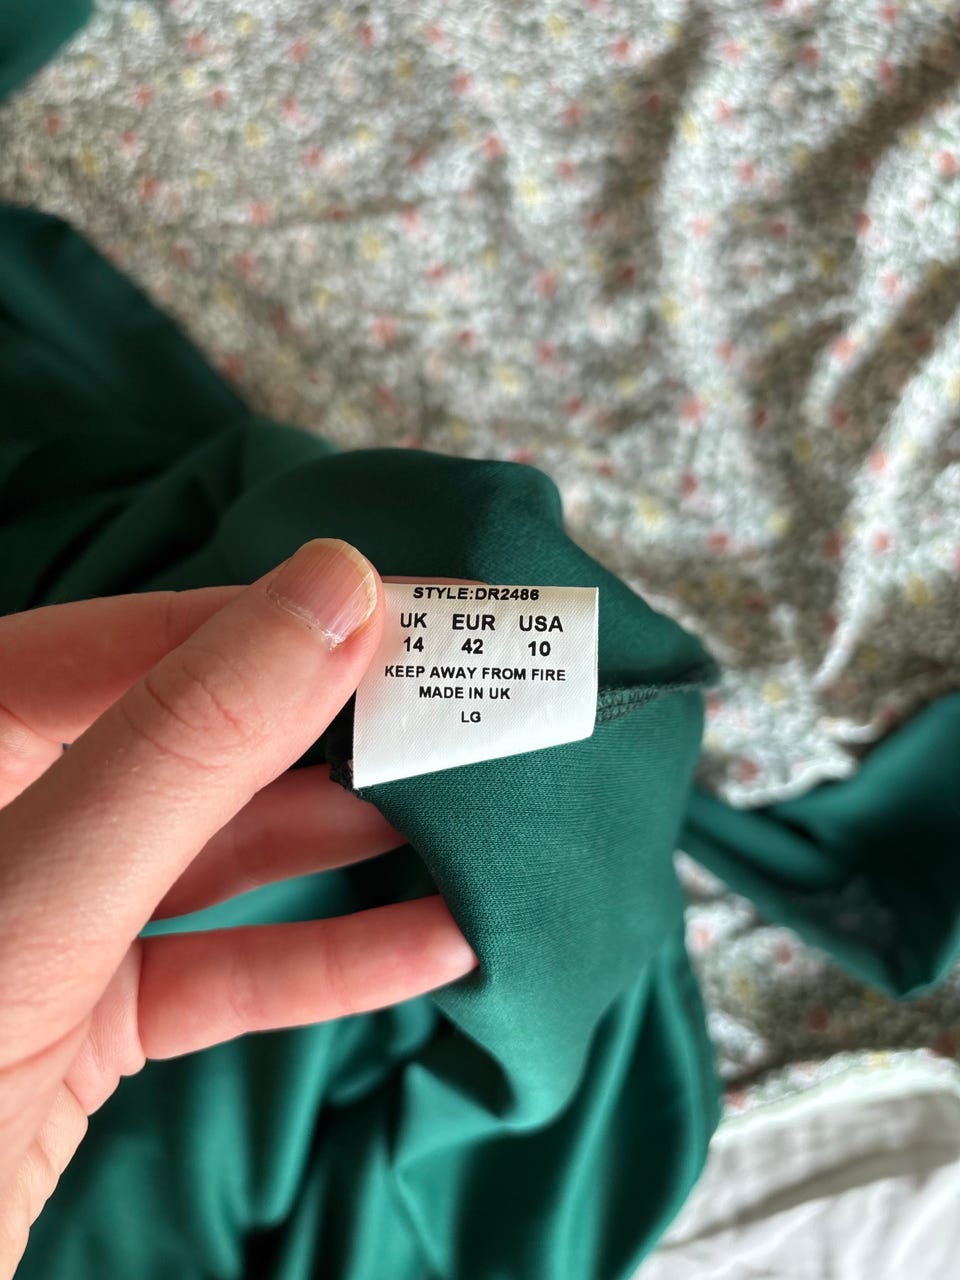 STYLE:DR2486
UK EUR USA
14 42 10
KEEP AWAY FROM FIRE
MADE IN UK
LG